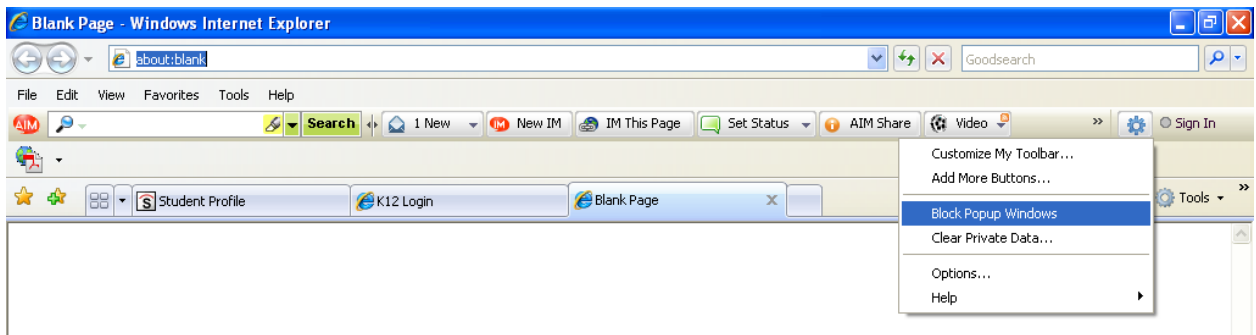 Blank Page - Windows Internet Explorer
about:blank
Goodsearch
File Edit View Favorites Tools Help
AIM Search 1 New New IM IM This Page Set Status AIM Share Video » Sign In
Customize My Toolbar...
Add More Buttons...
Student Profile K12 Login Blank Page x Tools »
Block Popup Windows
Clear Private Data...
Options...
Help